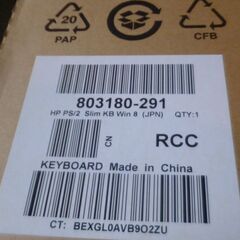 20
PAP
CFB
803180-291
HP PS/2 Slim KB Win 8 (JPN) QTY:1
CN
RCC
KEYBOARD Made in China
CT: BEXGL0AVB9O2ZU